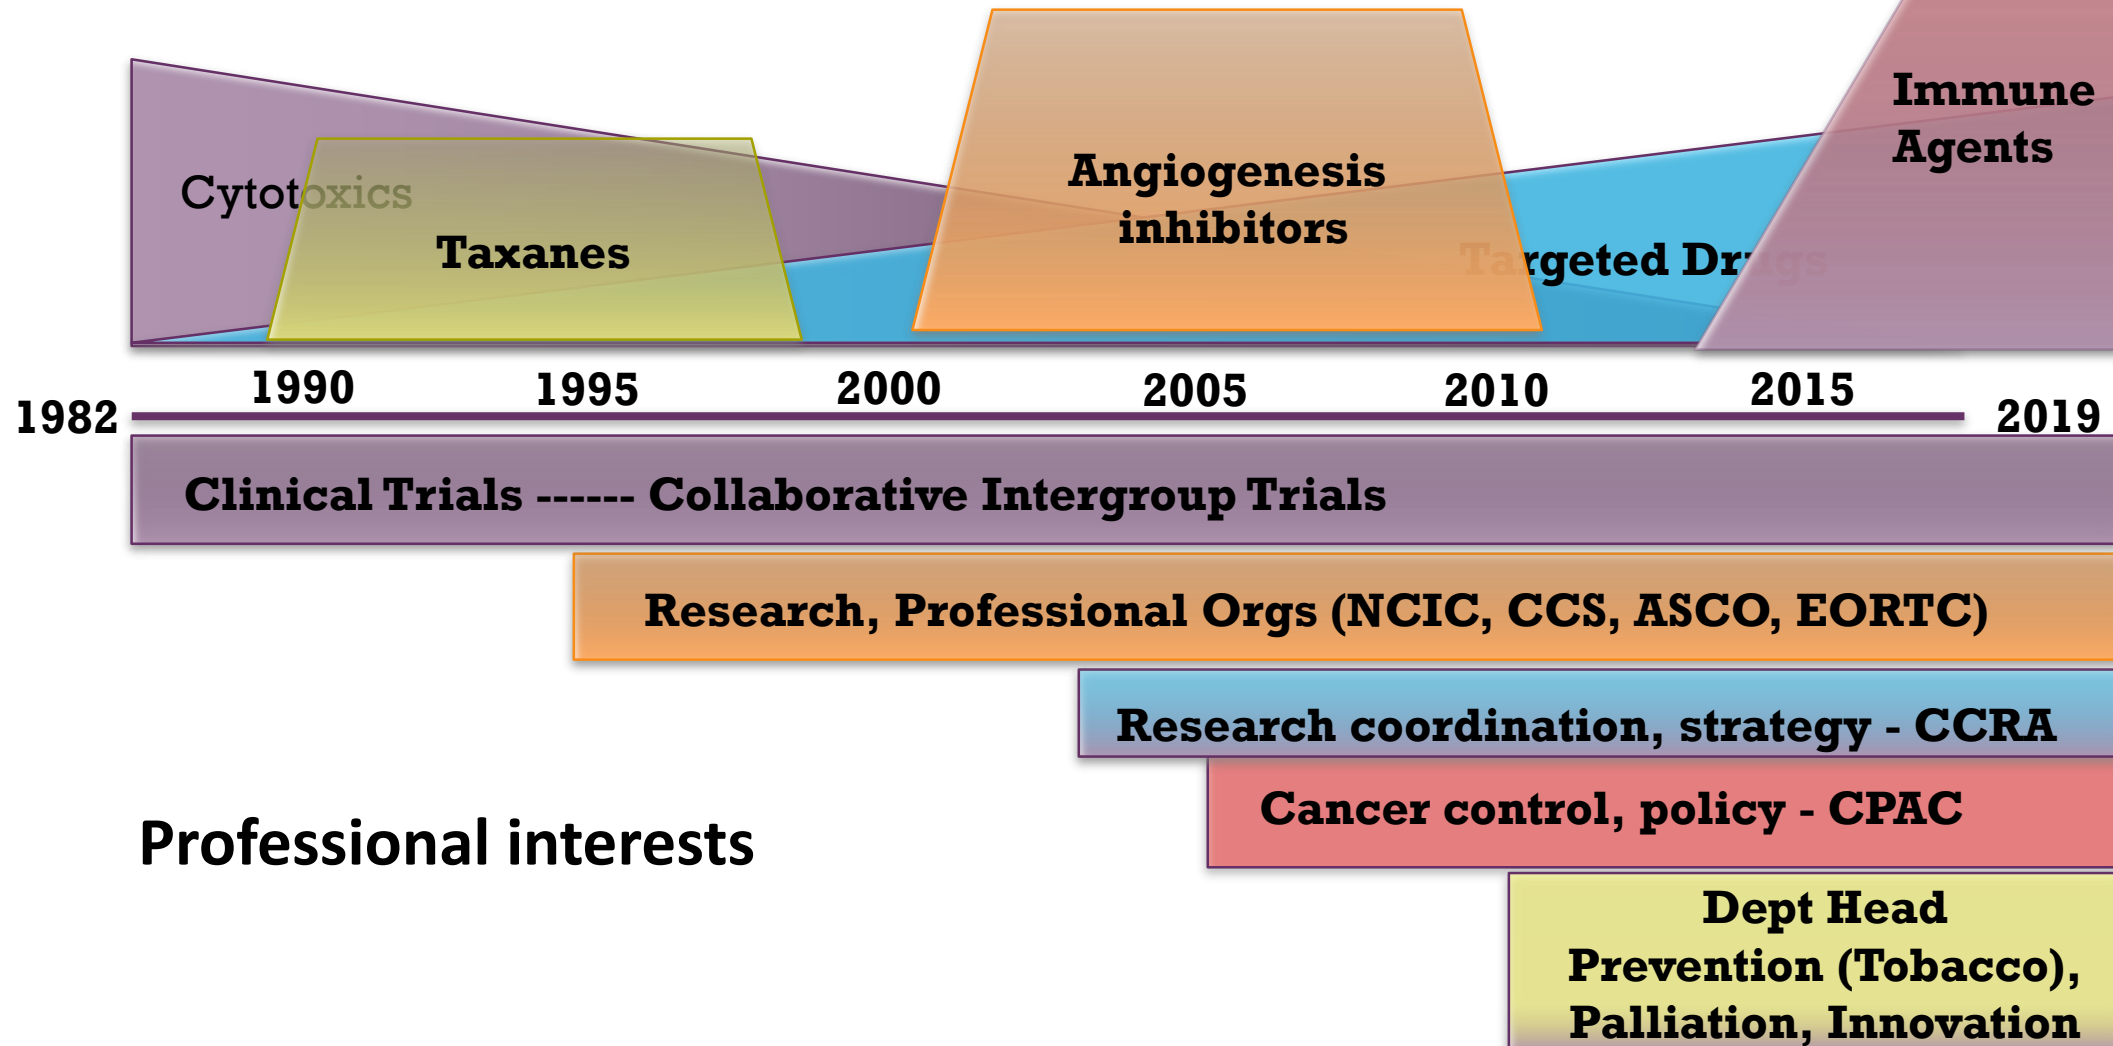 Immune
Agents
Cytotoxics
Taxanes
Angiogenesis
inhibitors
Targeted Drugs
1982 1990 1995 2000 2005 2010 2015 2019
Clinical Trials ------ Collaborative Intergroup Trials
Research, Professional Orgs (NCIC, CCS, ASCO, EORTC)
Research coordination, strategy - CCRA
Cancer control, policy - CPAC
Professional interests
Dept Head
Prevention (Tobacco),
Palliation, Innovation